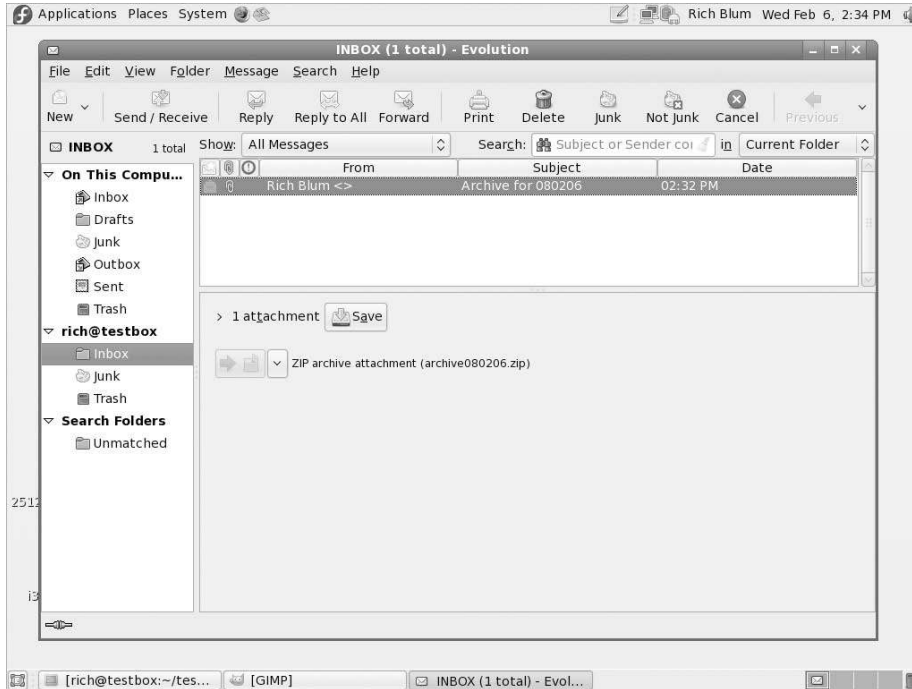 Applications Places System Rich Blum Wed Feb 6, 2:34 PM
INBOX (1 total) - Evolution
File Edit View Folder Message Search Help
New Send / Receive Reply Reply to All Forward Print Delete Junk Not Junk Cancel Previous
INBOX 1 total Show: All Messages Search: Subject or Sender in Current Folder
From Subject Date
Rich Blum <> Archive for 080206 02:32 PM
On This Compu...
Inbox
Drafts
Junk
Outbox
Sent
Trash
rich@testbox
Inbox
Junk
Trash
Search Folders
Unmatched
1 attachment Save
ZIP archive attachment (archive080206.zip)
2512
i3
[rich@testbox:~/tes... [GIMP] INBOX (1 total) - Evol...